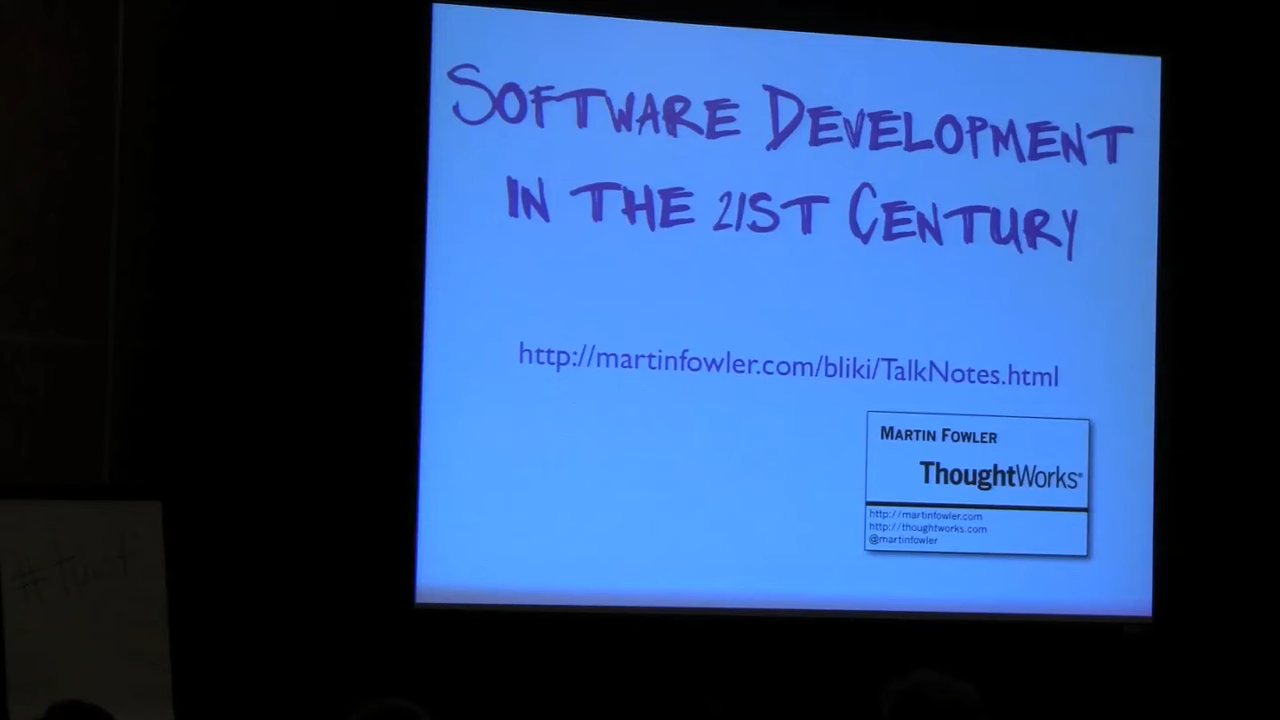 SOFTWARE DEVELOPMENT
IN THE 21ST CENTURY
http://martinfowler.com/bliki/TalkNotes.html
MARTIN FOWLER
ThoughtWorks®
http://martinfowler.com
http://thoughtworks.com
@martinfowler